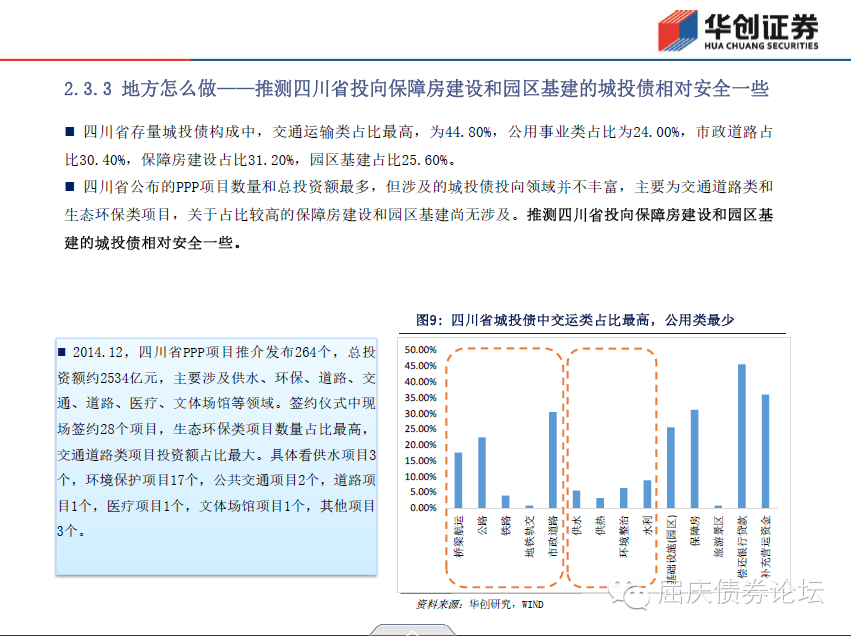 华创证券
HUA CHUANG SECURITIES
2.3.3 地方怎么做——推测四川省投向保障房建设和园区基建的城投债相对安全一些
■ 四川省存量城投债构成中，交通运输类占比最高，为44.80%，公用事业类占比为24.00%，市政道路占
比30.40%，保障房建设占比31.20%，园区基建占比25.60%。
■ 四川省公布的PPP项目数量和总投资额最多，但涉及的城投债投向领域并不丰富，主要为交通道路类和
生态环保类项目，关于占比较高的保障房建设和园区基建尚无涉及。推测四川省投向保障房建设和园区基
建的城投债相对安全一些。
■ 2014.12，四川省PPP项目推介发布264个，总投
资额约2534亿元，主要涉及供水、环保、道路、交
通、道路、医疗、文体场馆等领域。签约仪式中现
场签约28个项目，生态环保类项目数量占比最高，
交通道路类项目投资额占比最大。具体看供水项目3
个，环境保护项目17个，公共交通项目2个，道路项
目1个，医疗项目1个，文体场馆项目1个，其他项目
3个。
图9：四川省城投债中交运类占比最高，公用类最少
50.00%
45.00%
40.00%
35.00%
30.00%
25.00%
20.00%
15.00%
10.00%
5.00%
0.00%
桥梁航运
公路
铁路
地铁轨交
市政道路
供水
供热
环境整治
水利
基础设施(园区)
保障房
旅游景区
偿还银行贷款
补充营运资金
资料来源：华创研究，WIND
屈庆债券论坛